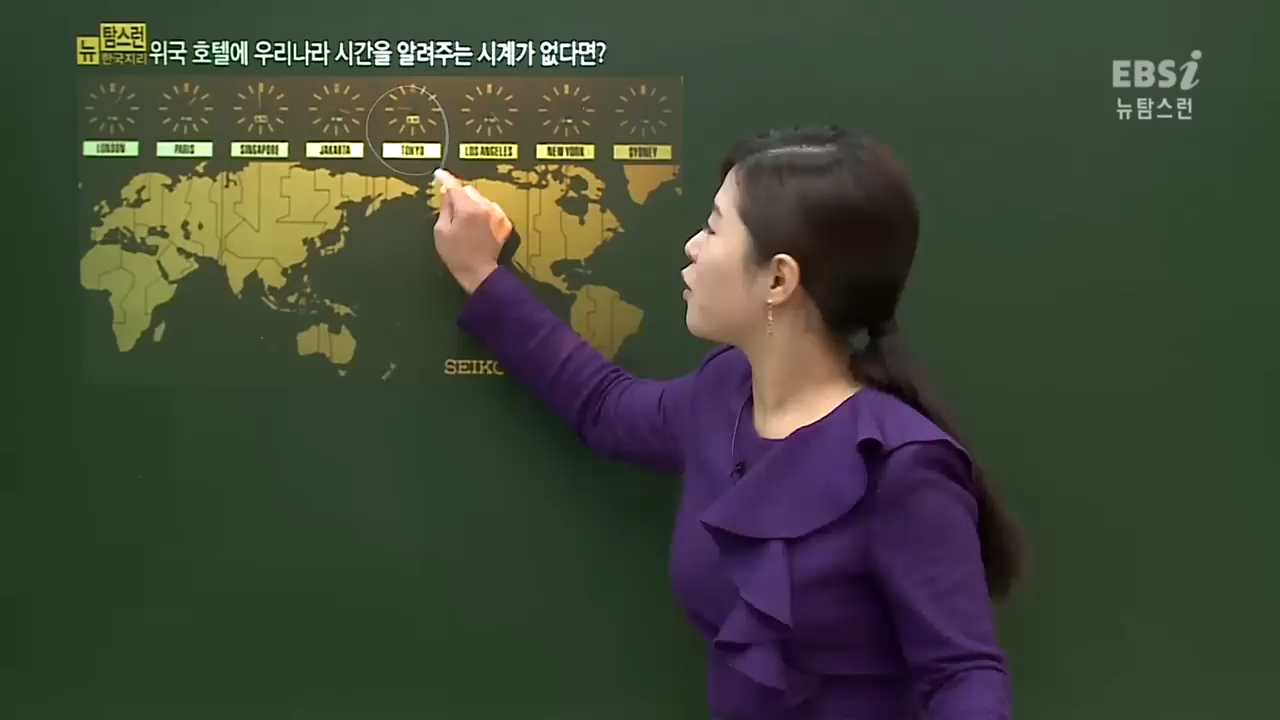 뉴 탐스런 한국지리 위국 호텔에 우리나라 시간을 알려주는 시계가 없다면?
EBSi
뉴탐스런
LONDON PARIS SINGAPORE JAKARTA TOKYO LOS ANGELES NEW YORK SYDNEY
SEIKO